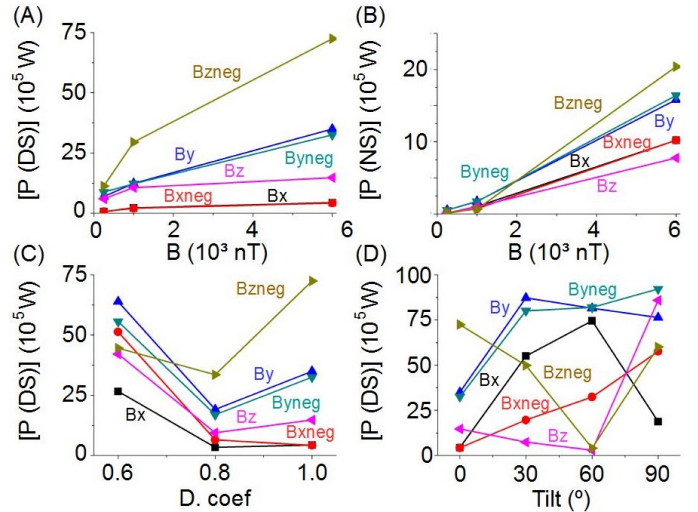 (A)
75
50
25
0
[P (DS)] (10⁵ W)
Bzneg
By
Byneg
Bz
Bxneg
Bx
0 2 4 6
B (10³ nT)
(B)
20
10
[P (NS)] (10⁵ W)
Bzneg
By
Bxneg
Byneg
Bx
Bz
0 2 4 6
B (10³ nT)
(C)
75
50
25
0
[P (DS)] (10⁵ W)
Bzneg
By
Byneg
Bz
Bx
Bxneg
0.6 0.8 1.0
D. coef
(D)
100
75
50
25
0
[P (DS)] (10⁵ W)
By
Byneg
Bx
Bzneg
Bxneg
Bz
0 30 60 90
Tilt (º)